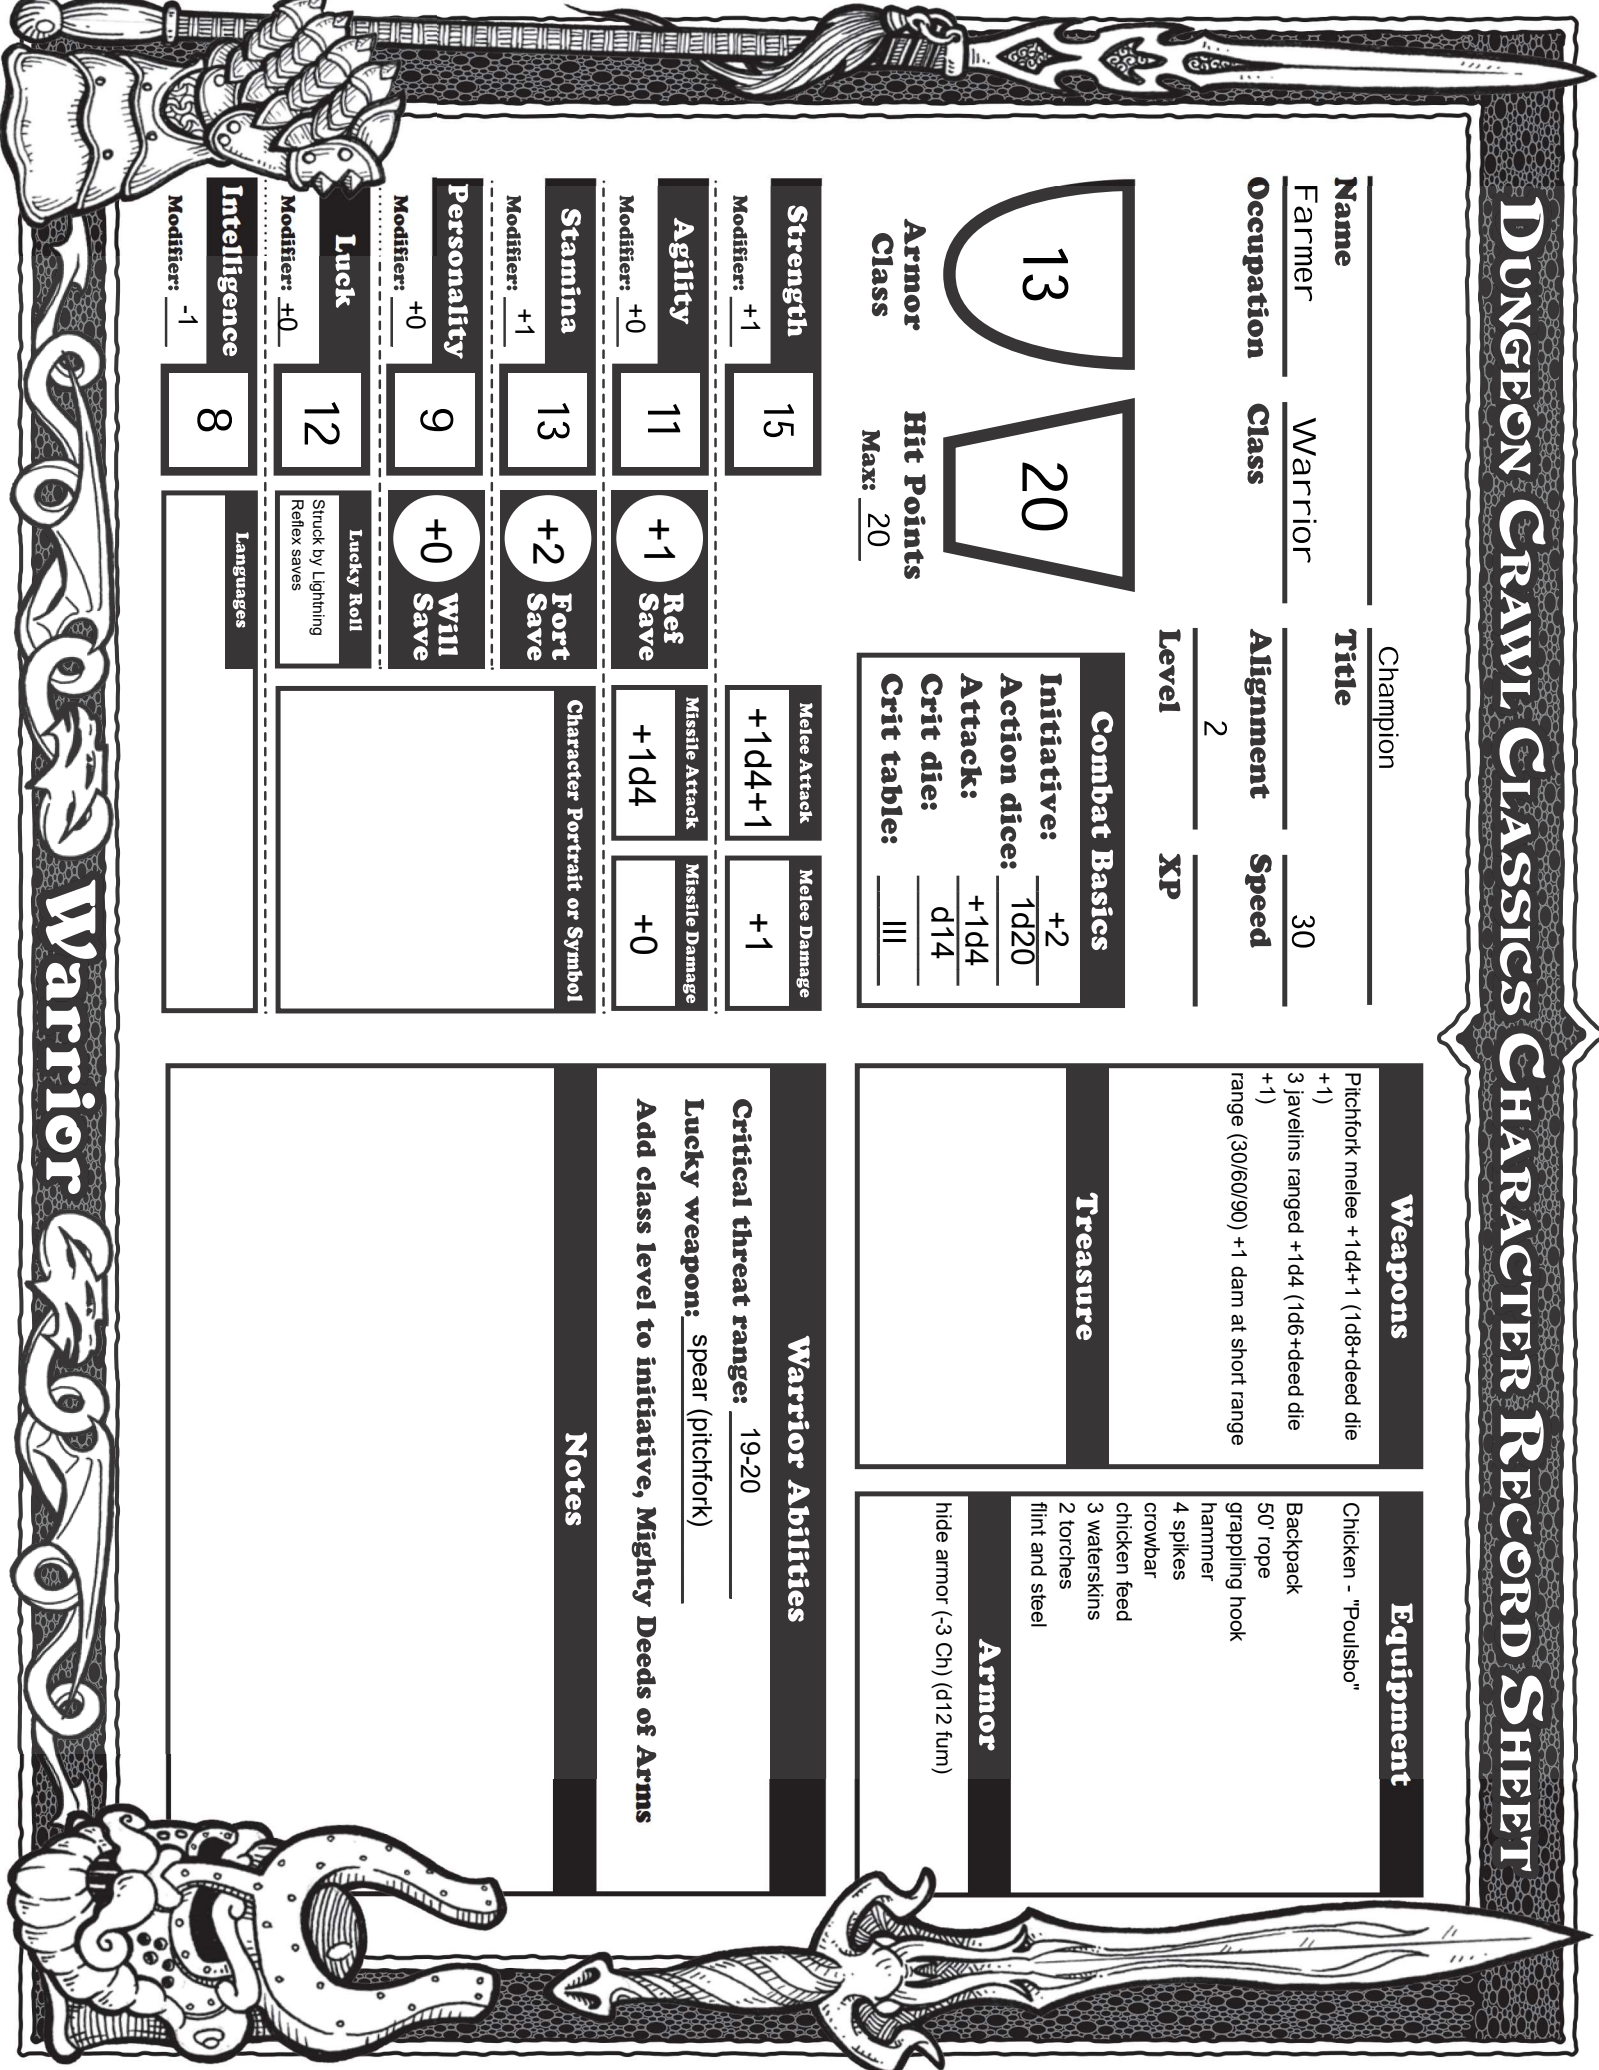 DUNGEON CRAWL CLASSICS CHARACTER RECORD SHEET
Champion
Name
Title
Farmer
Warrior
30
Occupation
Class
Alignment
Speed
2
Level
XP
13
Armor
Class
20
Hit Points
Max: 20
Combat Basics
Initiative: +2
Action dice: 1d20
Attack: +1d4
Crit die: d14
Crit table: III
Strength
Modifier: +1
15
Melee Attack
+1d4+1
Melee Damage
+1
Agility
Modifier: +0
11
+1
Ref
Save
Missile Attack
+1d4
Missile Damage
+0
Stamina
Modifier: +1
13
+2
Fort
Save
Personality
Modifier: +0
9
+0
Will
Save
Character Portrait or Symbol
Luck
Modifier: +0
12
Lucky Roll
Struck by Lightning
Reflex saves
Intelligence
Modifier: -1
8
Languages
Weapons
Pitchfork melee +1d4+1 (1d8+deed die
+1)
3 javelins ranged +1d4 (1d6+deed die
+1)
range (30/60/90) +1 dam at short range
Treasure
Equipment
Chicken - "Poulsbo"
Backpack
50' rope
grappling hook
hammer
4 spikes
crowbar
chicken feed
3 waterskins
2 torches
flint and steel
Armor
hide armor (-3 Ch) (d12 fum)
Warrior Abilities
Critical threat range: 19-20
Lucky weapon: spear (pitchfork)
Add class level to initiative, Mighty Deeds of Arms
Notes
Warrior